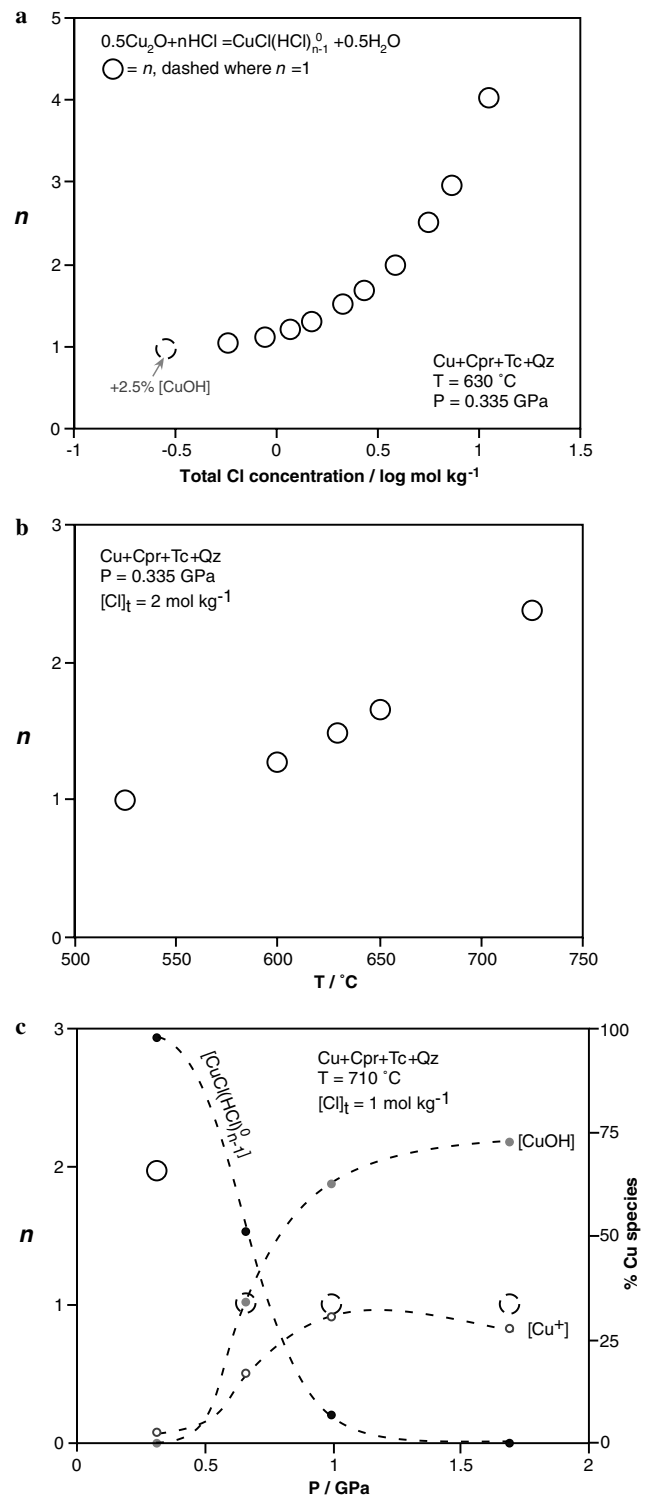 a
5
4
3
2
1
0
n
0.5Cu2O+nHCl =CuCl(HCl)n-1^0 +0.5H2O
= n, dashed where n =1
+2.5% [CuOH]
Cu+Cpr+Tc+Qz
T = 630 ˚C
P = 0.335 GPa
-1 -0.5 0 0.5 1 1.5
Total Cl concentration / log mol kg-1
b
3
2
1
0
n
Cu+Cpr+Tc+Qz
P = 0.335 GPa
[Cl]t = 2 mol kg-1
500 550 600 650 700 750
T / ˚C
c
3
2
1
0
n
[CuCl(HCl)n-1^0]
Cu+Cpr+Tc+Qz
T = 710 ˚C
[Cl]t = 1 mol kg-1
[CuOH]
[Cu+]
100
75
50
25
0
% Cu species
0 0.5 1 1.5 2
P / GPa